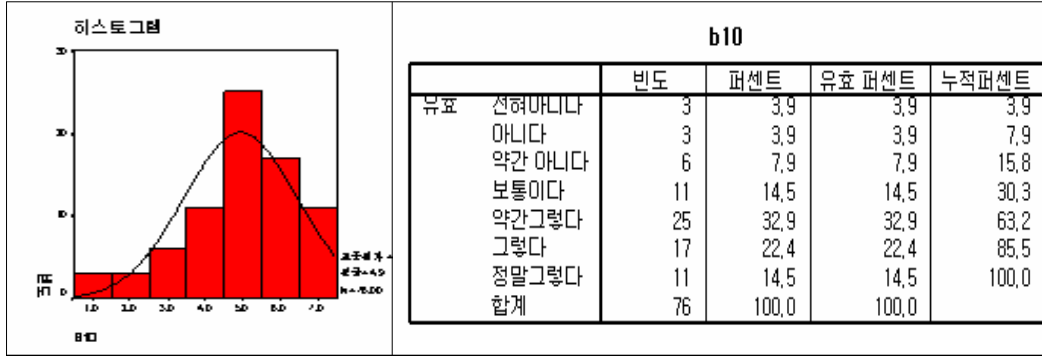 히스토그램
30
20
10
0
1.0 2.0 3.0 4.0 5.0 6.0 7.0
B10
b10
빈도 퍼센트 유효 퍼센트 누적퍼센트
유효 전혀아니다 3 3,9 3,9 3,9
아니다 3 3,9 3,9 7,9
약간 아니다 6 7,9 7,9 15,8
보통이다 11 14,5 14,5 30,3
약간그렇다 25 32,9 32,9 63,2
그렇다 17 22,4 22,4 85,5
정말그렇다 11 14,5 14,5 100,0
합계 76 100,0 100,0